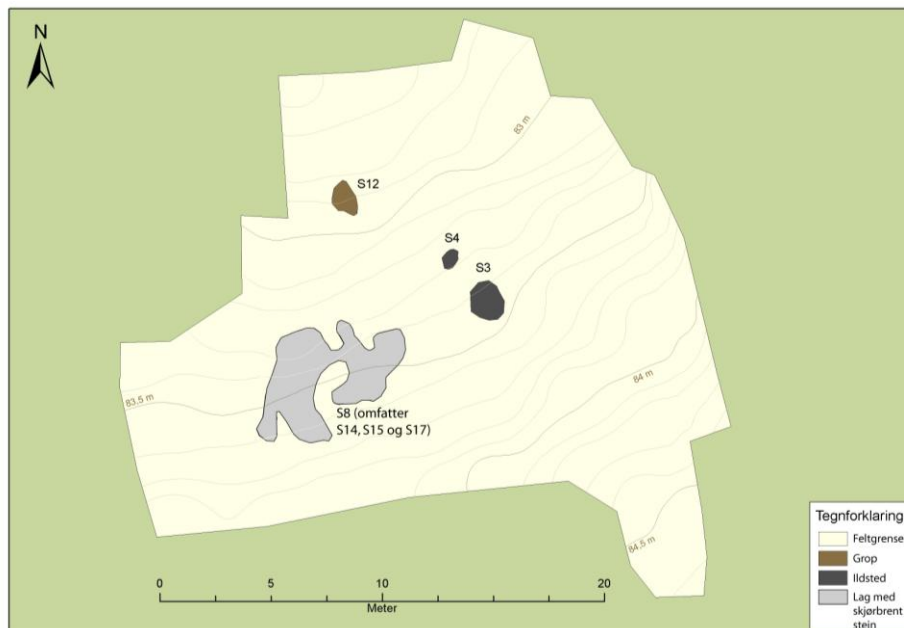 N
83 m
S12
S4
S3
84 m
83,5 m
S8 (omfatter
S14, S15 og S17)
84,5 m
Tegnforklaring
Feltgrense
Grop
Ildsted
Lag med
skjørbrent
stein
0 5 10 20
Meter